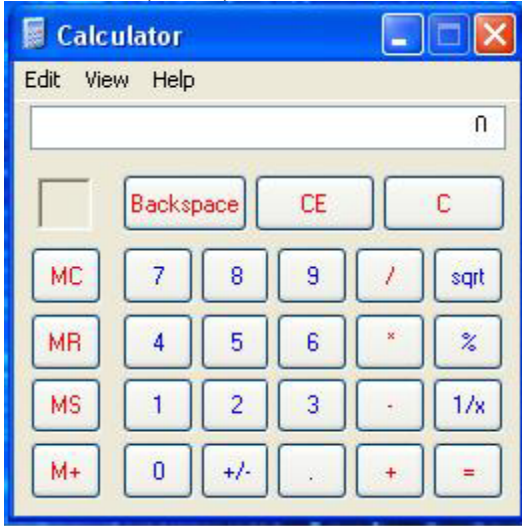 Calculator
Edit View Help
0
Backspace CE C
MC 7 8 9 / sqrt
MR 4 5 6 * %
MS 1 2 3 - 1/x
M+ 0 +/- . + =